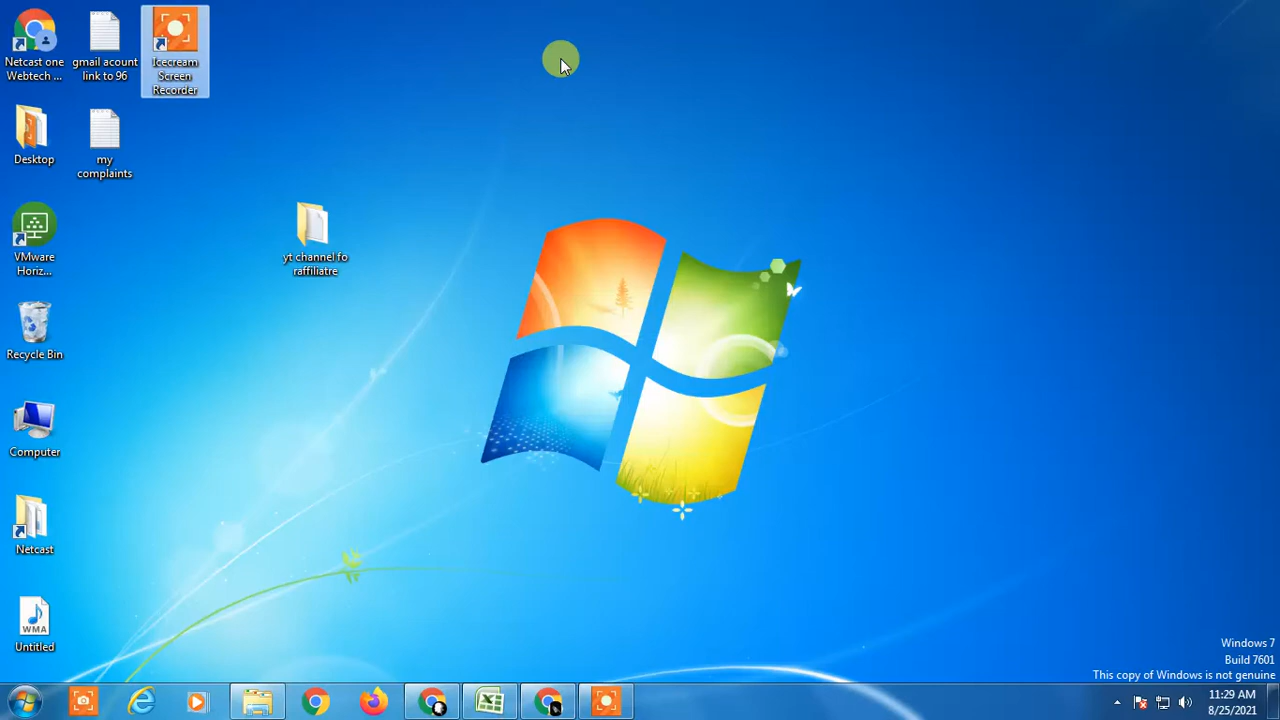 Netcast one
Webtech ...
gmail acount
link to 96
Icecream
Screen
Recorder
Desktop
my
complaints
VMware
Horiz...
yt channel fo
raffiliatre
Recycle Bin
Computer
Netcast
WMA
Untitled
Windows 7
Build 7601
This copy of Windows is not genuine
11:29 AM
8/25/2021